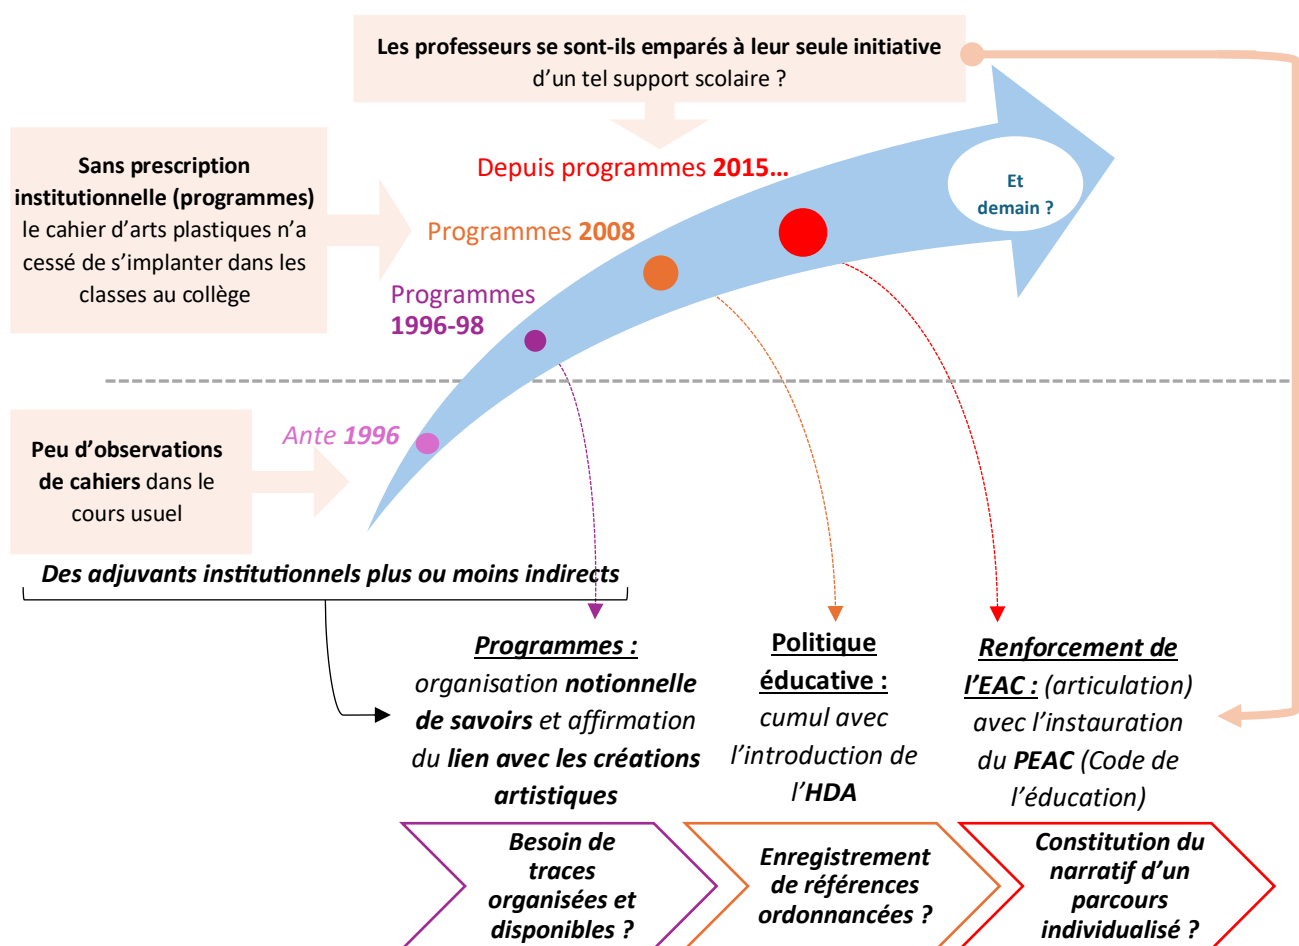 Les professeurs se sont-ils emparés à leur seule initiative
d’un tel support scolaire ?
Sans prescription
institutionnelle (programmes)
le cahier d’arts plastiques n’a
cessé de s’implanter dans les
classes au collège
Depuis programmes 2015…
Et
demain ?
Programmes 2008
Programmes
1996-98
Ante 1996
Peu d’observations
de cahiers dans le
cours usuel
Des adjuvants institutionnels plus ou moins indirects
Programmes :
organisation notionnelle
de savoirs et affirmation
du lien avec les créations
artistiques
Politique
éducative :
cumul avec
l’introduction de
l’HDA
Renforcement de
l’EAC : (articulation)
avec l’instauration
du PEAC (Code de
l’éducation)
Besoin de
traces
organisées et
disponibles ?
Enregistrement
de références
ordonnancées ?
Constitution du
narratif d’un
parcours
individualisé ?